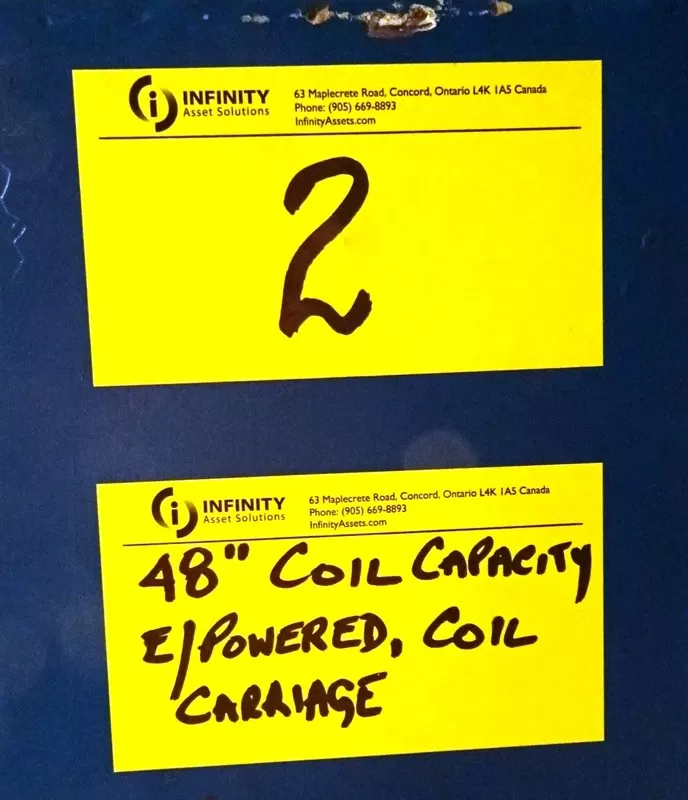 INFINITY
Asset Solutions
63 Maplecrete Road, Concord, Ontario L4K 1A5 Canada
Phone: (905) 669-8893
InfinityAssets.com
2
INFINITY
Asset Solutions
63 Maplecrete Road, Concord, Ontario L4K 1A5 Canada
Phone: (905) 669-8893
InfinityAssets.com
48" COIL CAPACITY
E/POWERED, COIL
CARRIAGE